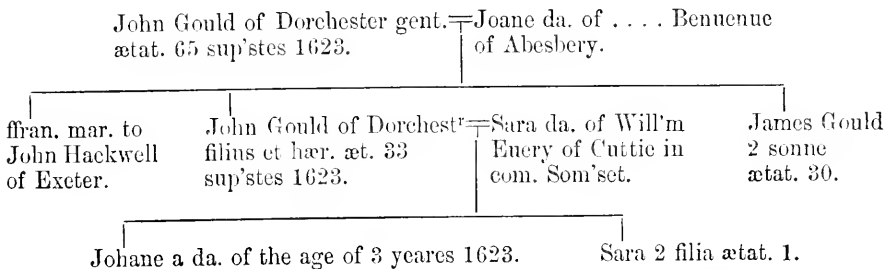 John Gould of Dorchester gent.
ætat. 65 sup'stes 1623.
Joane da. of . . . . Benuenue
of Abesbery.
ffran. mar. to
John Hackwell
of Exeter.
John Gould of Dorchestʳ
filius et hær. æt. 33
sup'stes 1623.
Sara da. of Will'm
Euery of Cuttie in
com. Som'set.
James Gould
2 sonne
ætat. 30.
Johane a da. of the age of 3 yeares 1623.
Sara 2 filia ætat. 1.